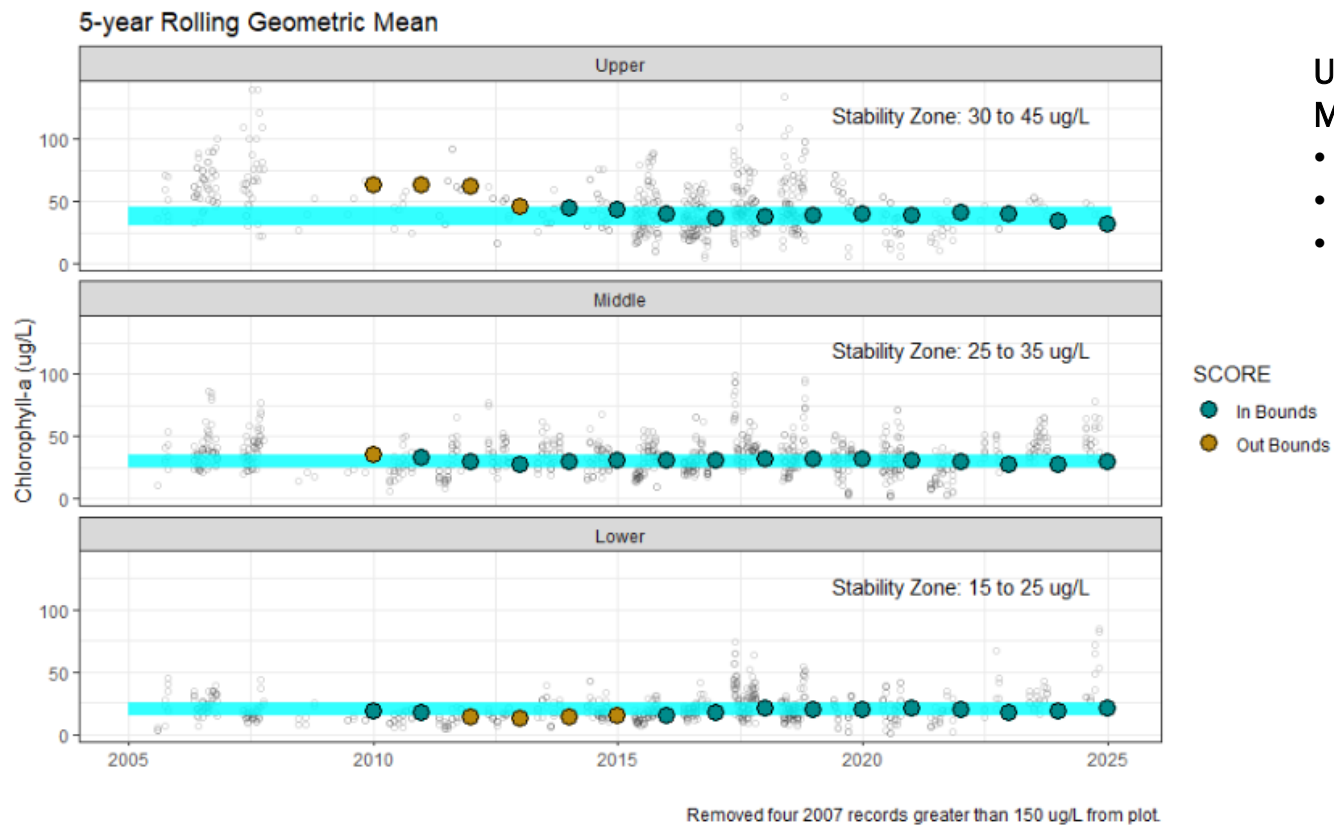 5-year Rolling Geometric Mean
Upper
Stability Zone: 30 to 45 ug/L
100
50
0
Middle
Stability Zone: 25 to 35 ug/L
100
50
0
Lower
Stability Zone: 15 to 25 ug/L
100
50
0
2005 2010 2015 2020 2025
Chlorophyll-a (ug/L)
SCORE
In Bounds
Out Bounds
Removed four 2007 records greater than 150 ug/L from plot.
U
M
•
•
•